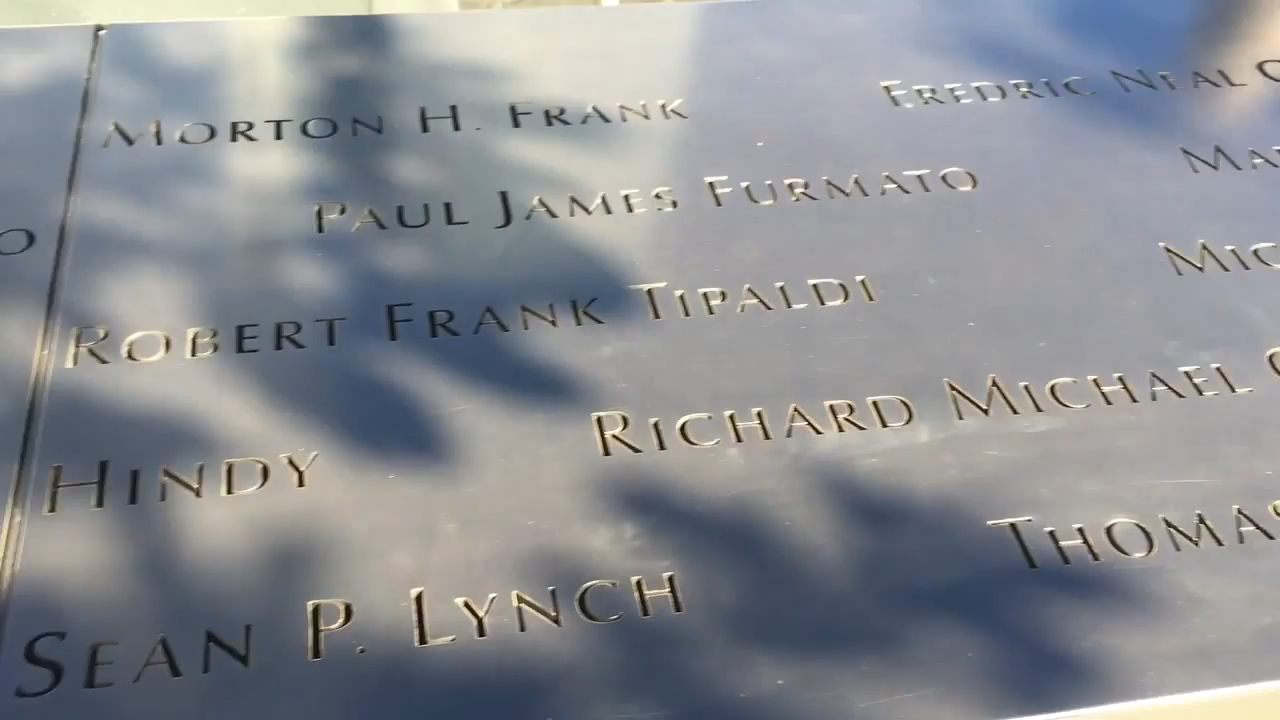 MORTON H. FRANK FREDRIC NEAL
PAUL JAMES FURMATO
ROBERT FRANK TIPALDI
HINDY RICHARD MICHAEL
SEAN P. LYNCH THOMAS